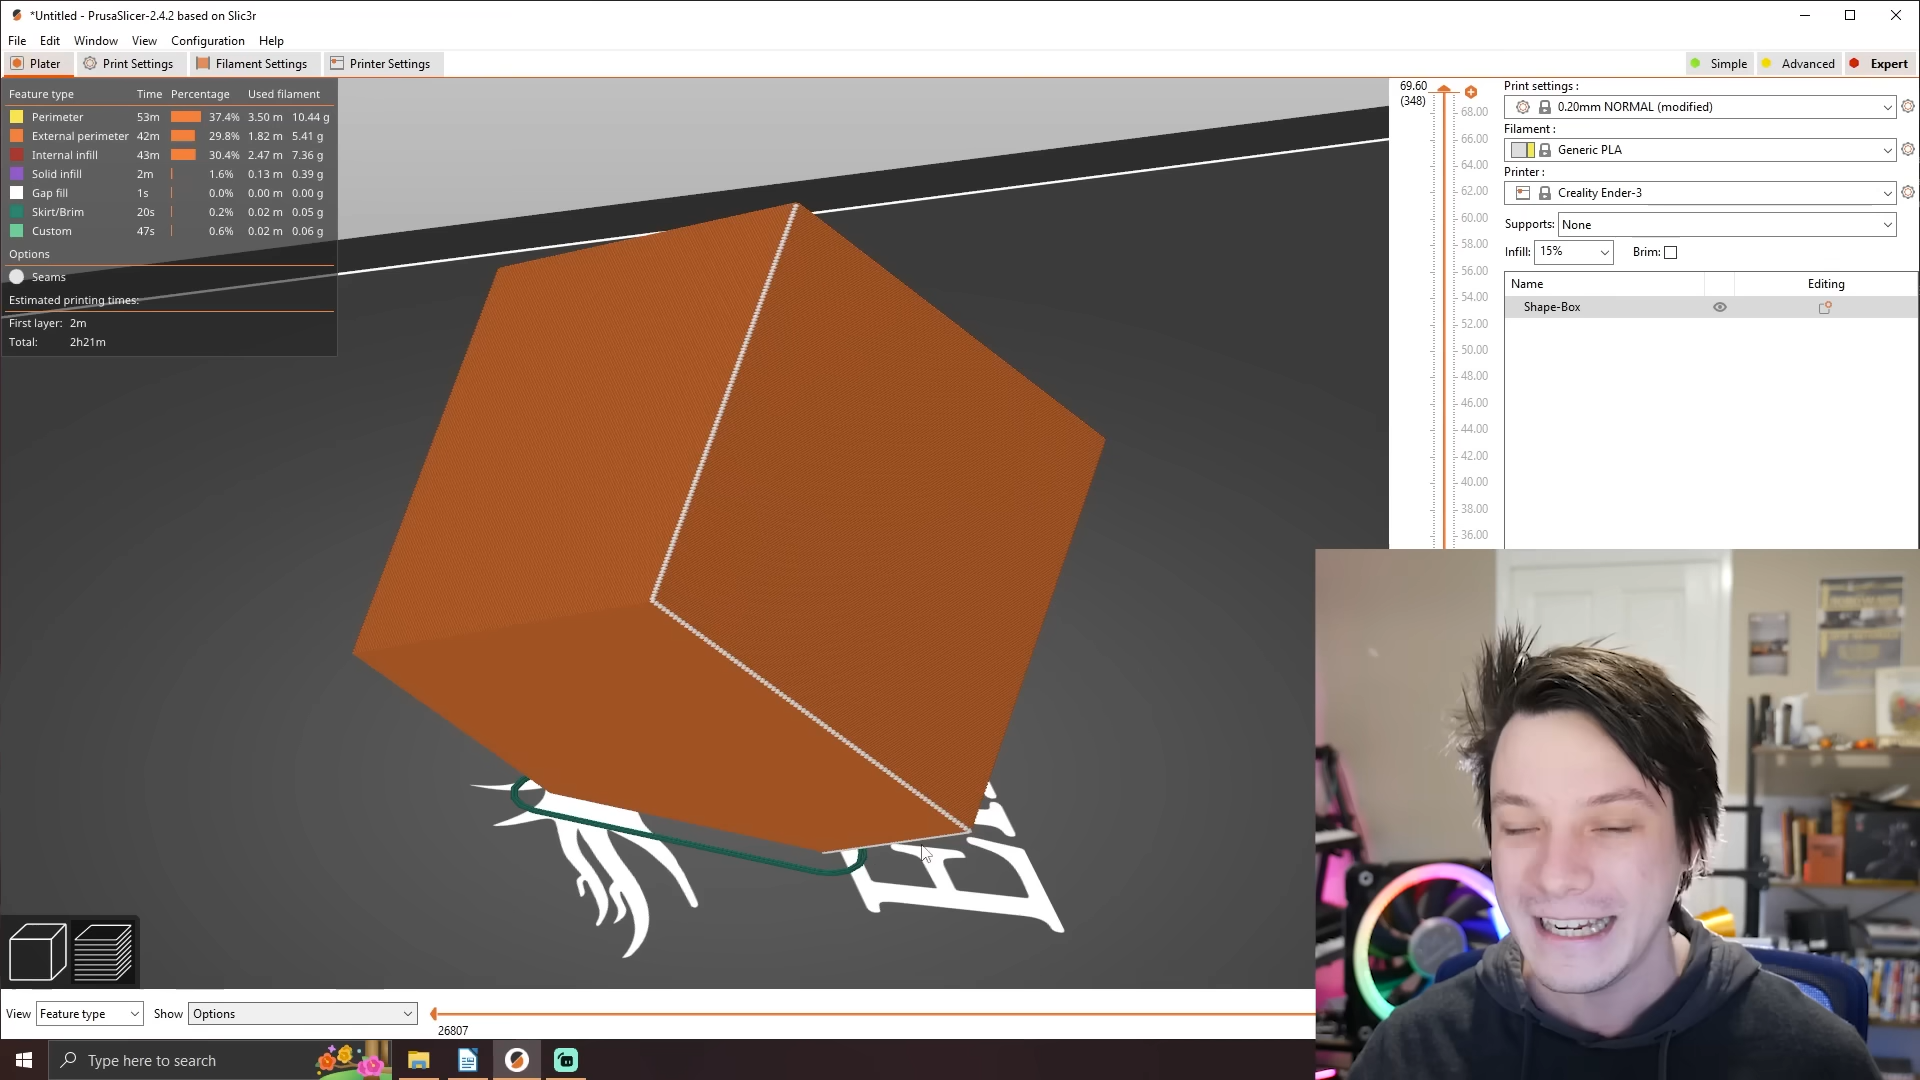 *Untitled - PrusaSlicer-2.4.2 based on Slic3r
File Edit Window View Configuration Help
Plater Print Settings Filament Settings Printer Settings Simple Advanced Expert
Feature type Time Percentage Used filament
Perimeter 53m 37.4% 3.50 m 10.44 g
External perimeter 42m 29.8% 1.82 m 5.41 g
Internal infill 43m 30.4% 2.47 m 7.36 g
Solid infill 2m 1.6% 0.13 m 0.39 g
Gap fill 1s 0.0% 0.00 m 0.00 g
Skirt/Brim 20s 0.2% 0.02 m 0.05 g
Custom 47s 0.6% 0.02 m 0.06 g
Options
Seams
Estimated printing times:
First layer: 2m
Total: 2h21m
69.60
(348)
68.00
66.00
64.00
62.00
60.00
58.00
56.00
54.00
52.00
50.00
48.00
46.00
44.00
42.00
40.00
38.00
36.00
Print settings :
0.20mm NORMAL (modified)
Filament :
Generic PLA
Printer :
Creality Ender-3
Supports: None
Infill: 15% Brim:
Name Editing
Shape-Box
View Feature type Show Options
26807
Type here to search